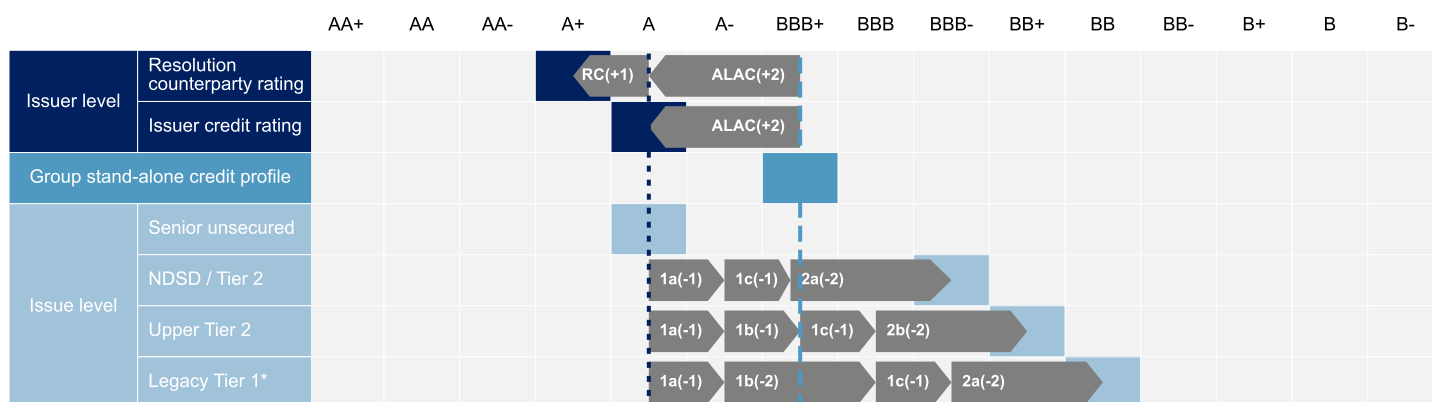 AA+ AA AA- A+ A A- BBB+ BBB BBB- BB+ BB BB- B+ B B-
Resolution
counterparty rating
RC(+1) ALAC(+2)
Issuer level
Issuer credit rating
ALAC(+2)
Group stand-alone credit profile
Senior unsecured
NDSD / Tier 2
1a(-1) 1c(-1) 2a(-2)
Issue level
Upper Tier 2
1a(-1) 1b(-1) 1c(-1) 2b(-2)
Legacy Tier 1*
1a(-1) 1b(-2) 1c(-1) 2a(-2)